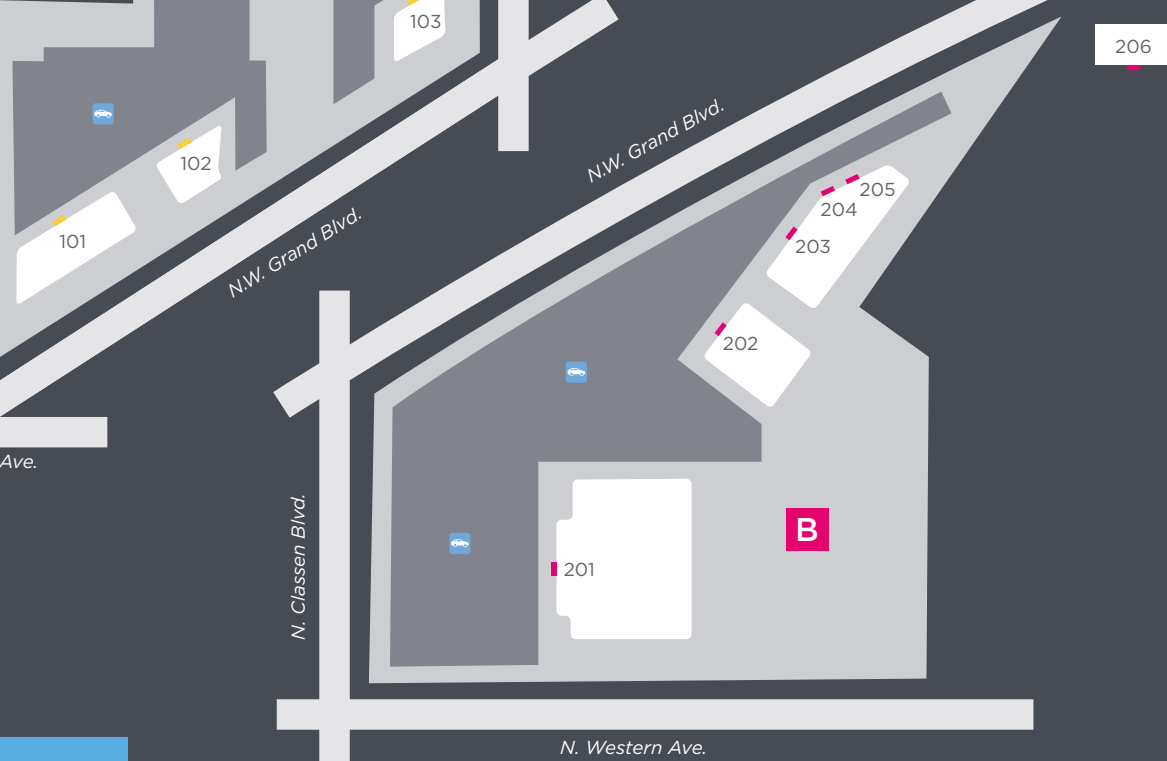 103
206
N.W. Grand Blvd.
102
205
204
101
203
N.W. Grand Blvd.
202
Ave.
N. Classen Blvd.
B
201
N. Western Ave.